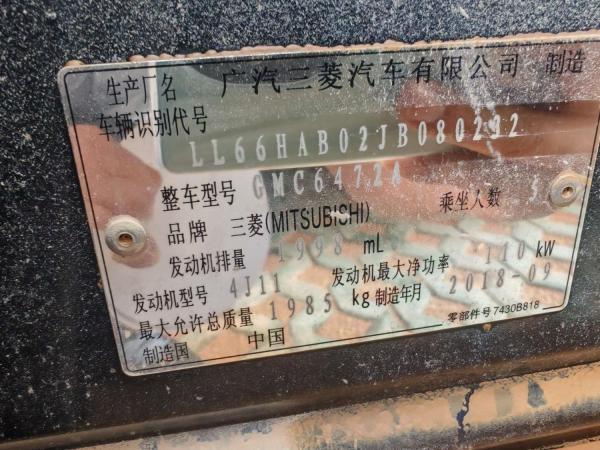 生产厂名 广汽三菱汽车有限公司 制造
车辆识别代号 LL66HAB02JB080292
整车型号 GMC6472A 乘坐人数 5
品牌 三菱(MITSUBISHI)
发动机排量 1998 mL 发动机最大净功率 110 kW
发动机型号 4J11
最大允许总质量 1985 kg 制造年月 2018-09
制造国 中国 零部件号 7430B818